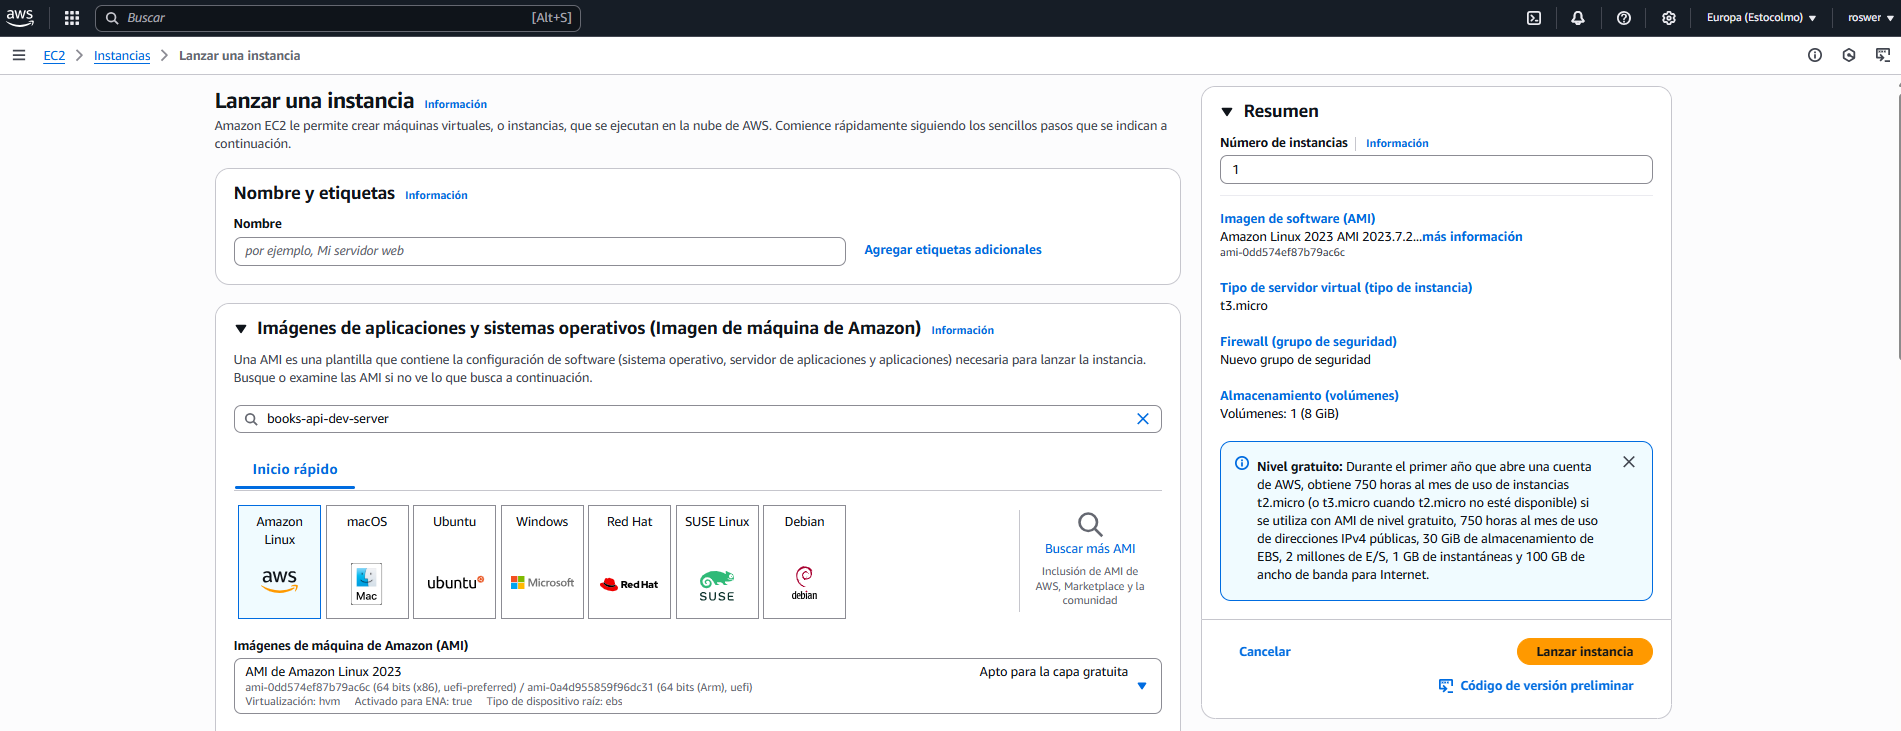 aws
Buscar [Alt+S]
Europa (Estocolmo)
roswer
EC2
Instancias
Lanzar una instancia
Lanzar una instancia Información
Amazon EC2 le permite crear máquinas virtuales, o instancias, que se ejecutan en la nube de AWS. Comience rápidamente siguiendo los sencillos pasos que se indican a
continuación.
Nombre y etiquetas Información
Nombre
por ejemplo, Mi servidor web
Agregar etiquetas adicionales
Imágenes de aplicaciones y sistemas operativos (Imagen de máquina de Amazon) Información
Una AMI es una plantilla que contiene la configuración de software (sistema operativo, servidor de aplicaciones y aplicaciones) necesaria para lanzar la instancia.
Busque o examine las AMI si no ve lo que busca a continuación.
books-api-dev-server
Inicio rápido
Amazon
Linux
aws
macOS
Mac
Ubuntu
ubuntu
Windows
Microsoft
Red Hat
Red Hat
SUSE Linux
SUSE
Debian
debian
Buscar más AMI
Inclusión de AMI de
AWS, Marketplace y la
comunidad
Imágenes de máquina de Amazon (AMI)
AMI de Amazon Linux 2023
Apto para la capa gratuita
ami-0dd574ef87b79ac6c (64 bits (x86), uefi-preferred) / ami-0a4d955859f96dc31 (64 bits (Arm), uefi)
Virtualización: hvm Activado para ENA: true Tipo de dispositivo raíz: ebs
Resumen
Número de instancias Información
1
Imagen de software (AMI)
Amazon Linux 2023 AMI 2023.7.2...más información
ami-0dd574ef87b79ac6c
Tipo de servidor virtual (tipo de instancia)
t3.micro
Firewall (grupo de seguridad)
Nuevo grupo de seguridad
Almacenamiento (volúmenes)
Volúmenes: 1 (8 GiB)
Nivel gratuito: Durante el primer año que abre una cuenta
de AWS, obtiene 750 horas al mes de uso de instancias
t2.micro (o t3.micro cuando t2.micro no esté disponible) si
se utiliza con AMI de nivel gratuito, 750 horas al mes de uso
de direcciones IPv4 públicas, 30 GiB de almacenamiento de
EBS, 2 millones de E/S, 1 GB de instantáneas y 100 GB de
ancho de banda para Internet.
Cancelar
Lanzar instancia
Código de versión preliminar